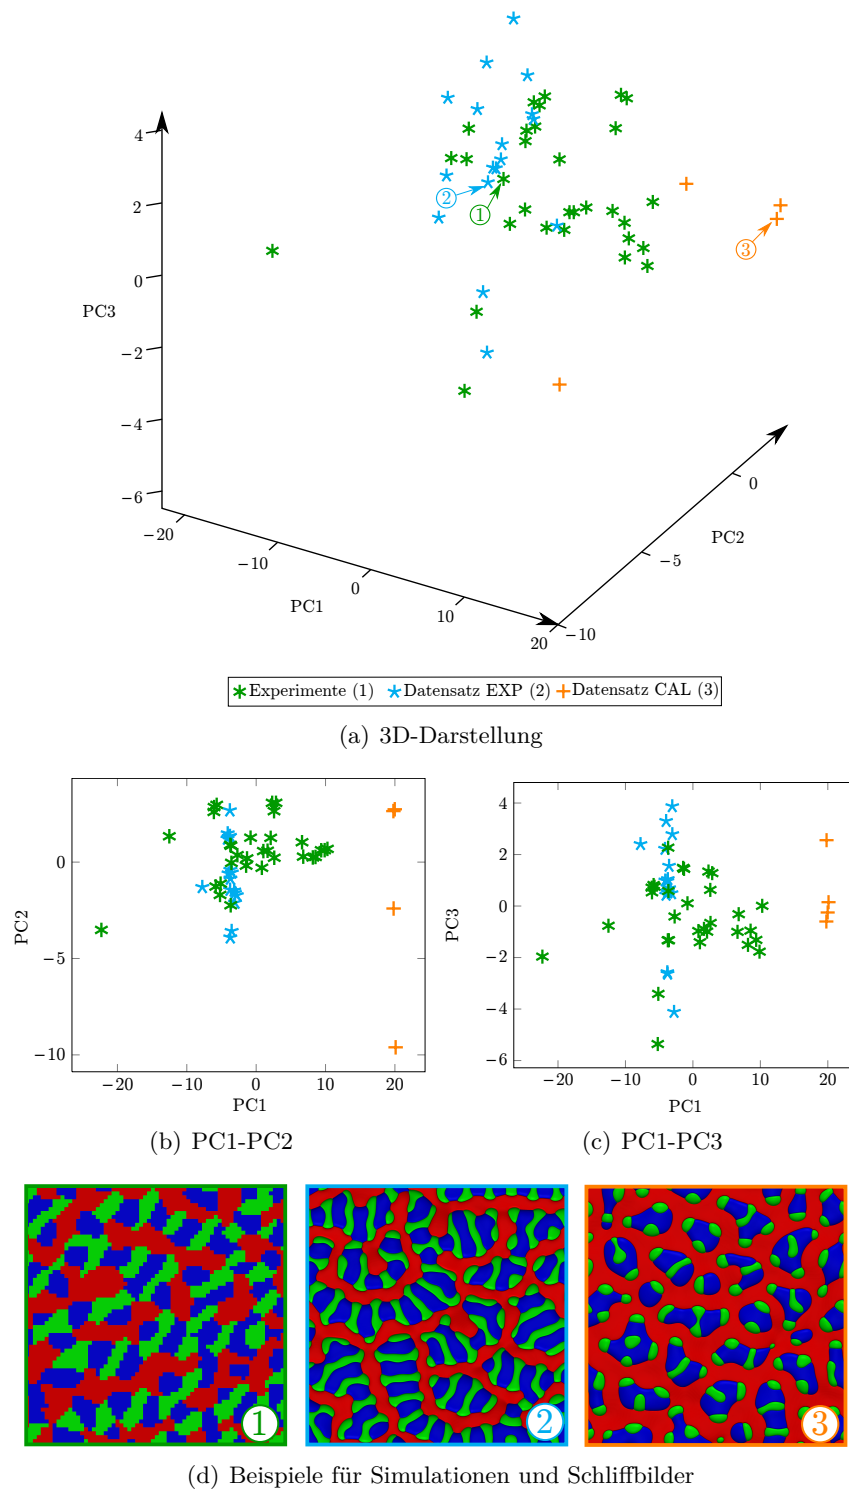 4
2
0
−2
−4
−6
PC3
−20
−10
0
10
20
PC1
−10
−5
0
PC2
2
1
3
Experimente (1) Datensatz EXP (2) Datensatz CAL (3)
(a) 3D-Darstellung
0
−5
−10
PC2
−20 −10 0 10 20
PC1
(b) PC1-PC2
4
2
0
−2
−4
−6
PC3
−20 −10 0 10 20
PC1
(c) PC1-PC3
1
2
3
(d) Beispiele für Simulationen und Schliffbilder